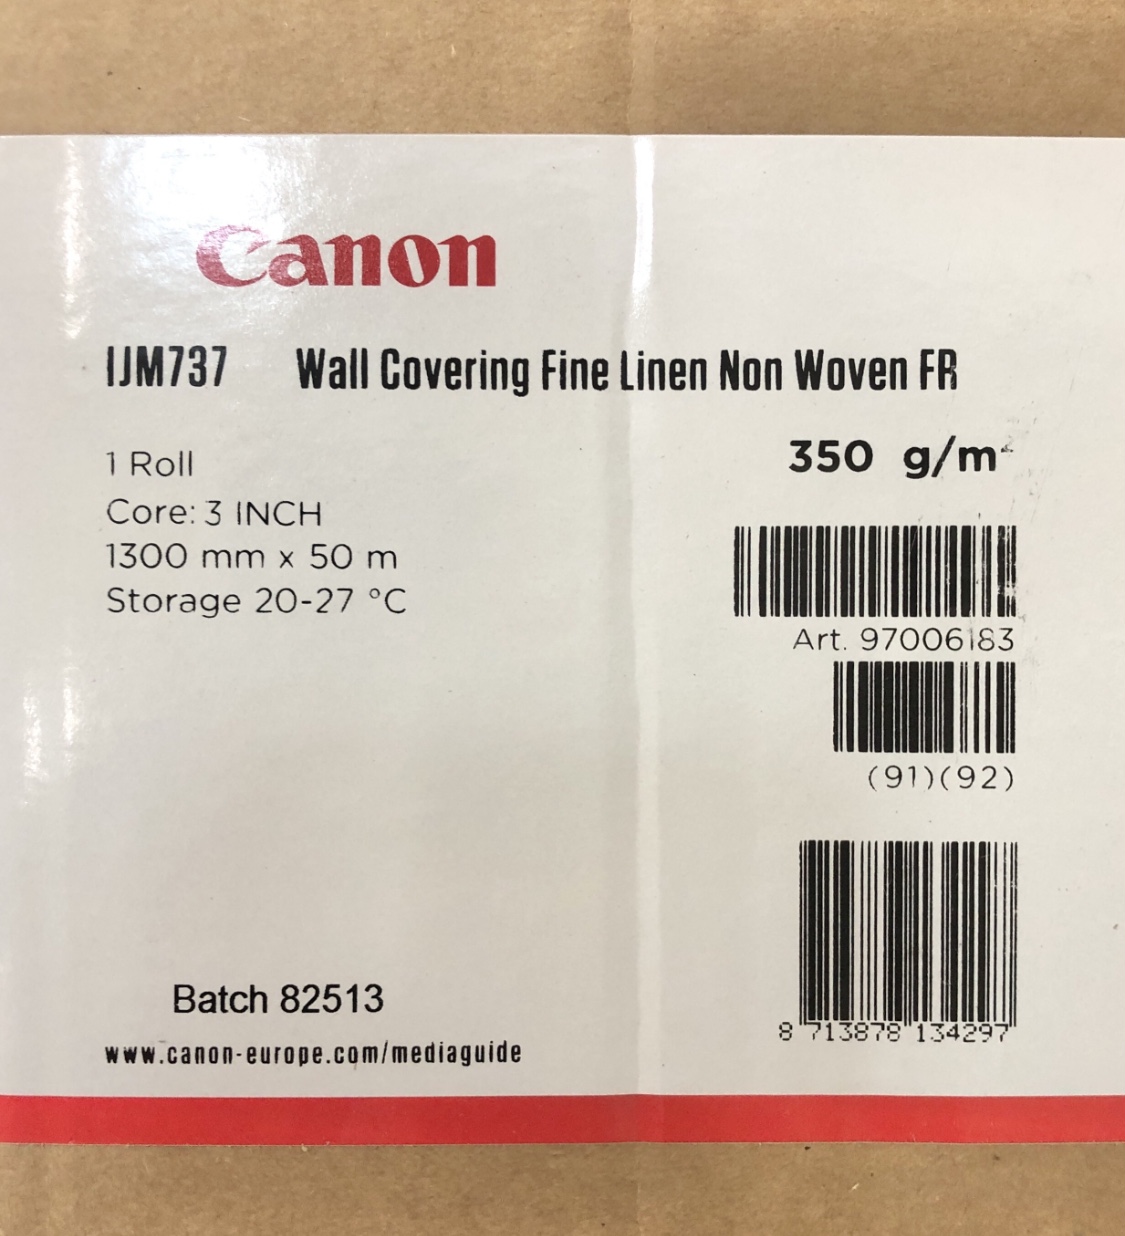 Canon
IJM737 Wall Covering Fine Linen Non Woven FR
1 Roll
350 g/m²
Core: 3 INCH
1300 mm x 50 m
Storage 20-27 °C
Art. 97006183
(91)(92)
Batch 82513
www.canon-europe.com/mediaguide
8 713878 134297